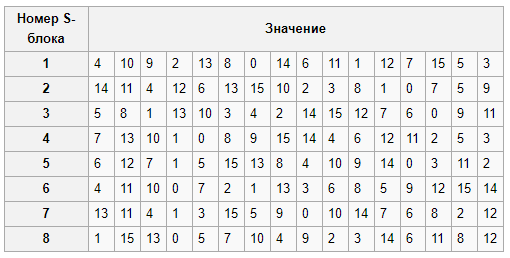 Номер S-блока Значение
1 4 10 9 2 13 8 0 14 6 11 1 12 7 15 5 3
2 14 11 4 12 6 13 15 10 2 3 8 1 0 7 5 9
3 5 8 1 13 10 3 4 2 14 15 12 7 6 0 9 11
4 7 13 10 1 0 8 9 15 14 4 6 12 11 2 5 3
5 6 12 7 1 5 15 13 8 4 10 9 14 0 3 11 2
6 4 11 10 0 7 2 1 13 3 6 8 5 9 12 15 14
7 13 11 4 1 3 15 5 9 0 10 14 7 6 8 2 12
8 1 15 13 0 5 7 10 4 9 2 3 14 6 11 8 12